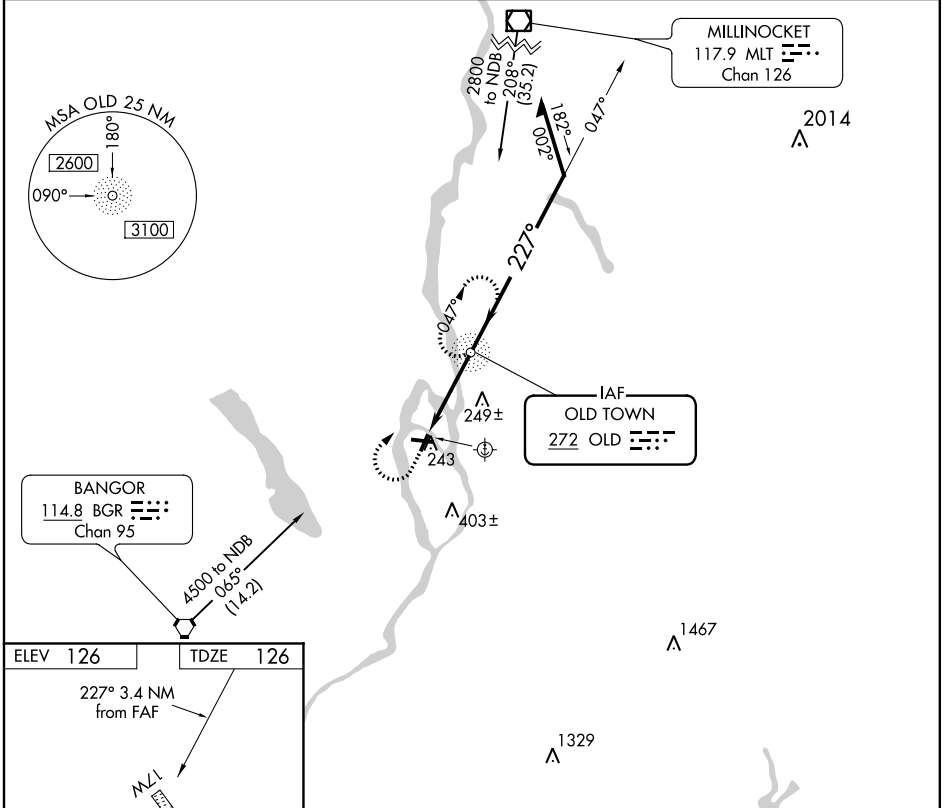 MILLINOCKET
117.9 MLT
Chan 126
2800
to NDB
208°
(35.2)
182°
002°
047°
2014
MSA OLD 25 NM
180°
2600
090°
3100
227°
047°
IAF
OLD TOWN
272 OLD
249±
243
403±
BANGOR
114.8 BGR
Chan 95
4500 to NDB
065°
(14.2)
1467
ELEV 126
TDZE 126
227° 3.4 NM
from FAF
17W
1329